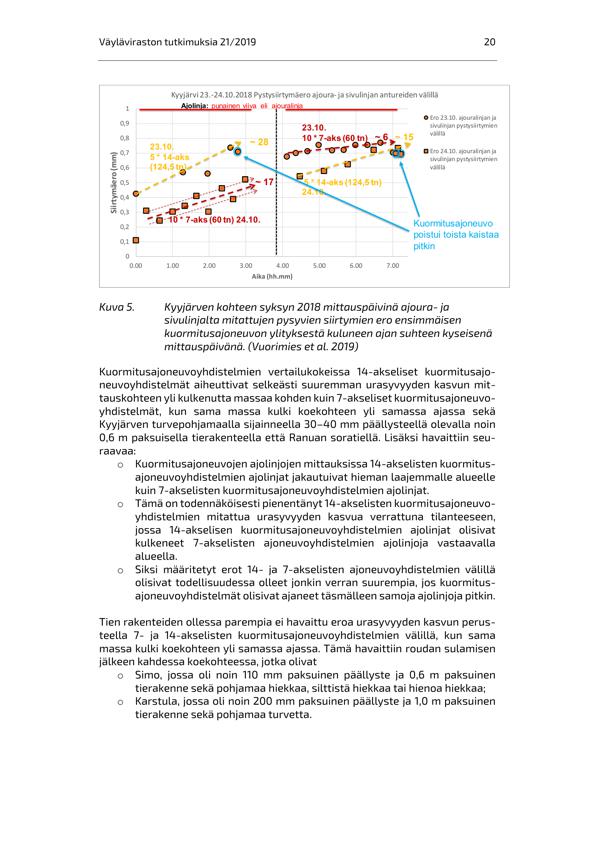 Väyläviraston tutkimuksia 21/2019 20
Kyyjärvi 23.-24.10.2018 Pystysiirtymäero ajoura- ja sivulinjan antureiden välillä
Ajolinja: punainen viiva eli ajouralinja
Siirtymäero (mm)
1
0,9
0,8
0,7
0,6
0,5
0,4
0,3
0,2
0,1
0
23.10.
5 * 14-aks
(124,5 tn)
~ 28
~ 17
10 * 7-aks (60 tn) 24.10.
23.10.
10 * 7-aks (60 tn)
~ 6
~ 15
5 * 14-aks (124,5 tn)
24.10.
0.00 1.00 2.00 3.00 4.00 5.00 6.00 7.00
Aika (hh.mm)
Ero 23.10. ajouralinjan ja
sivulinjan pystysiirtymien
välillä
Ero 24.10. ajouralinjan ja
sivulinjan pystysiirtymien
välillä
Kuormitusajoneuvo
poistui toista kaistaa
pitkin
Kuva 5. Kyyjärven kohteen syksyn 2018 mittauspäivinä ajoura- ja
sivulinjalta mitattujen pysyvien siirtymien ero ensimmäisen
kuormitusajoneuvon ylityksestä kuluneen ajan suhteen kyseisenä
mittauspäivänä. (Vuorimies et al. 2019)
Kuormitusajoneuvoyhdistelmien vertailukokeissa 14-akseliset kuormitusajo-
neuvoyhdistelmät aiheuttivat selkeästi suuremman urasyvyyden kasvun mit-
tauskohteen yli kulkenutta massaa kohden kuin 7-akseliset kuormitusajoneuvo-
yhdistelmät, kun sama massa kulki koekohteen yli samassa ajassa sekä
Kyyjärven turvepohjamaalla sijainneella 30–40 mm päällysteellä olevalla noin
0,6 m paksuisella tierakenteella että Ranuan soratiellä. Lisäksi havaittiin seu-
raavaa:
o Kuormitusajoneuvojen ajolinjojen mittauksissa 14-akselisten kuormitus-
ajoneuvoyhdistelmien ajolinjat jakautuivat hieman laajemmalle alueelle
kuin 7-akselisten kuormitusajoneuvoyhdistelmien ajolinjat.
o Tämä on todennäköisesti pienentänyt 14-akselisten kuormitusajoneuvo-
yhdistelmien mitattua urasyvyyden kasvua verrattuna tilanteeseen,
jossa 14-akselisen kuormitusajoneuvoyhdistelmien ajolinjat olisivat
kulkeneet 7-akselisten ajoneuvoyhdistelmien ajolinjoja vastaavalla
alueella.
o Siksi määritetyt erot 14- ja 7-akselisten ajoneuvoyhdistelmien välillä
olisivat todellisuudessa olleet jonkin verran suurempia, jos kuormitus-
ajoneuvoyhdistelmät olisivat ajaneet täsmälleen samoja ajolinjoja pitkin.
Tien rakenteiden ollessa parempia ei havaittu eroa urasyvyyden kasvun perus-
teella 7- ja 14-akselisten kuormitusajoneuvoyhdistelmien välillä, kun sama
massa kulki koekohteen yli samassa ajassa. Tämä havaittiin roudan sulamisen
jälkeen kahdessa koekohteessa, jotka olivat
o Simo, jossa oli noin 110 mm paksuinen päällyste ja 0,6 m paksuinen
tierakenne sekä pohjamaa hiekkaa, silttistä hiekkaa tai hienoa hiekkaa;
o Karstula, jossa oli noin 200 mm paksuinen päällyste ja 1,0 m paksuinen
tierakenne sekä pohjamaa turvetta.